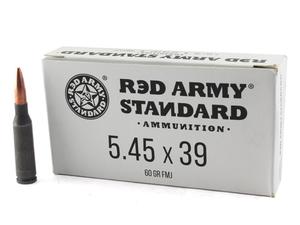 RED ARMY®
STANDARD
AMMUNITION
5.45 x 39
60 GR FMJ